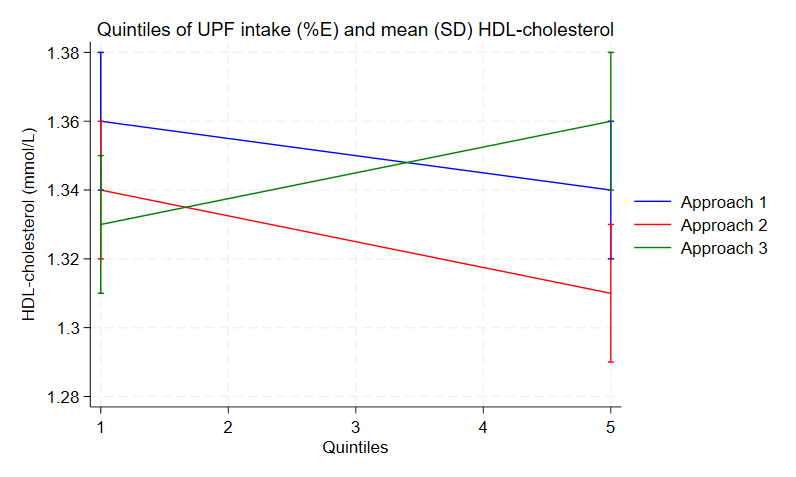 Quintiles of UPF intake (%E) and mean (SD) HDL-cholesterol
HDL-cholesterol (mmol/L)
1.38
1.36
1.34
1.32
1.3
1.28
1 2 3 4 5
Quintiles
Approach 1
Approach 2
Approach 3